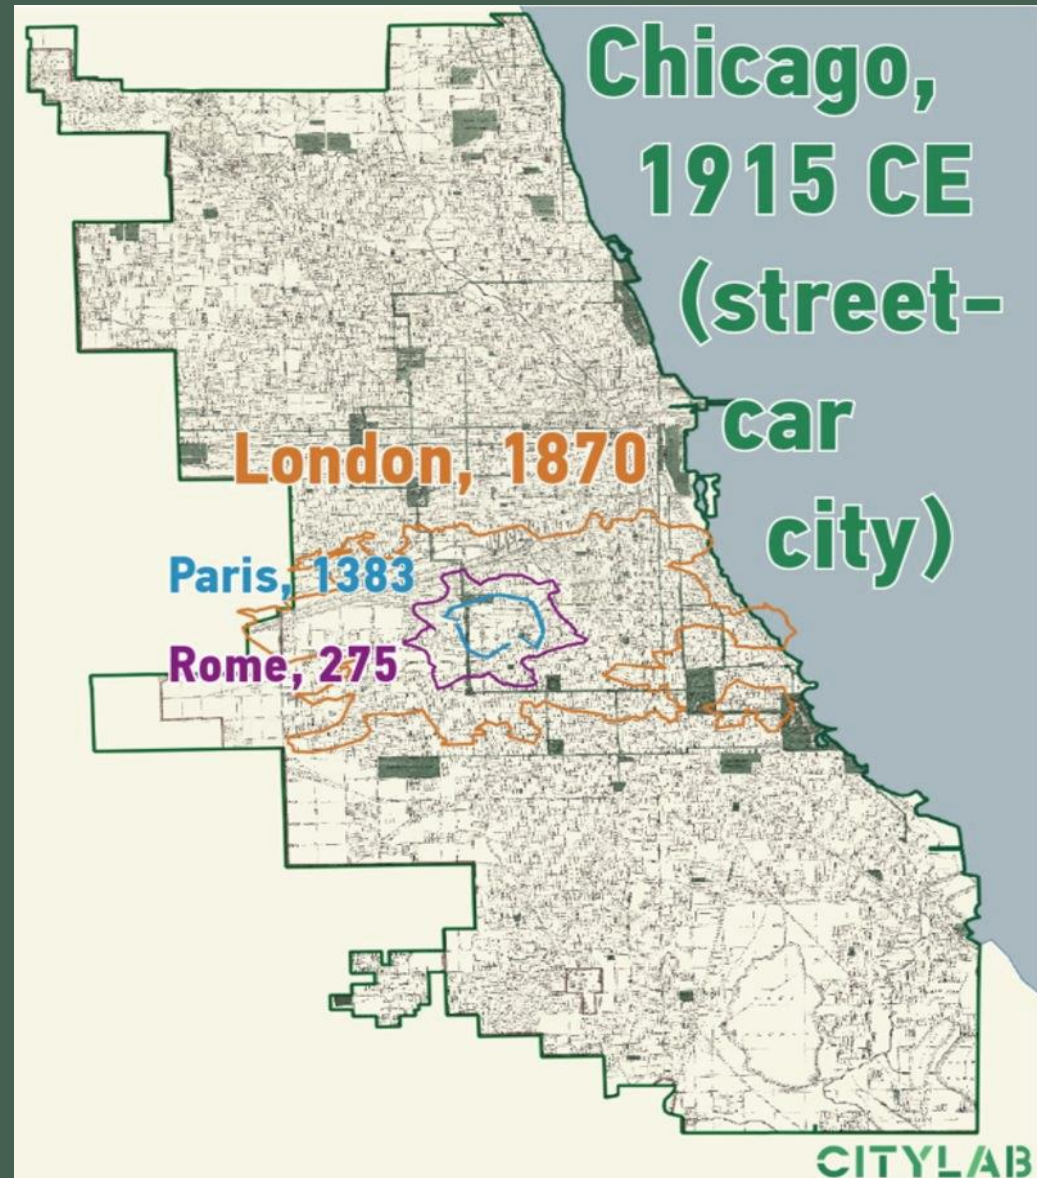 Chicago,
1915 CE
(street-
car
city)
London, 1870
Paris, 1383
Rome, 275
CITYLAB